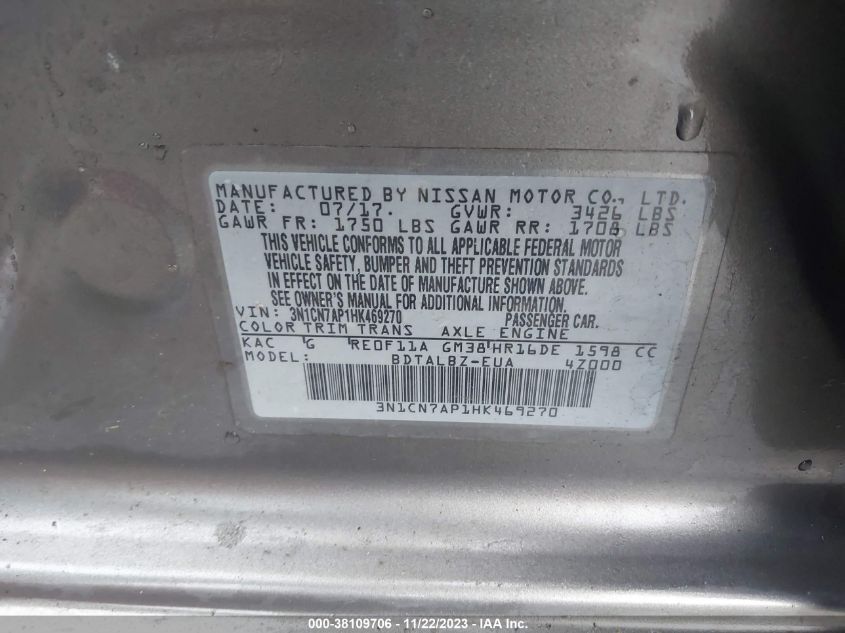 MANUFACTURED BY NISSAN MOTOR CO., LTD.
DATE: 07/17. GVWR: 3426 LBS
GAWR FR: 1750 LBS GAWR RR: 1708 LBS
THIS VEHICLE CONFORMS TO ALL APPLICABLE FEDERAL MOTOR
VEHICLE SAFETY, BUMPER AND THEFT PREVENTION STANDARDS
IN EFFECT ON THE DATE OF MANUFACTURE SHOWN ABOVE.
SEE OWNER'S MANUAL FOR ADDITIONAL INFORMATION.
VIN: 3N1CN7AP1HK469270 PASSENGER CAR.
COLOR TRIM TRANS AXLE ENGINE
KAC G RE0F11A GM38 HR16DE 1598 CC
MODEL: BDTALBZ-EUA 4Z000
3N1CN7AP1HK469270
000-38109706 - 11/22/2023 - © IAA, Inc.